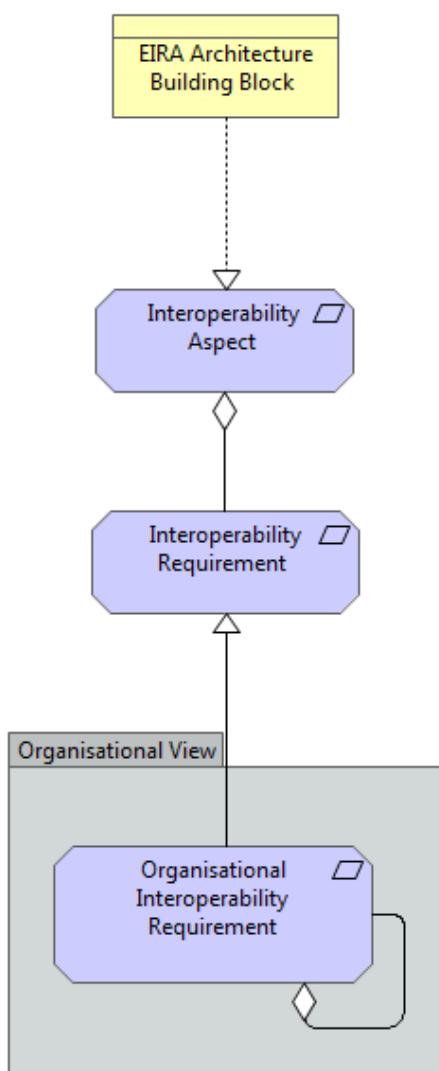 EIRA Architecture
Building Block
Interoperability
Aspect
Interoperability
Requirement
Organisational View
Organisational
Interoperability
Requirement